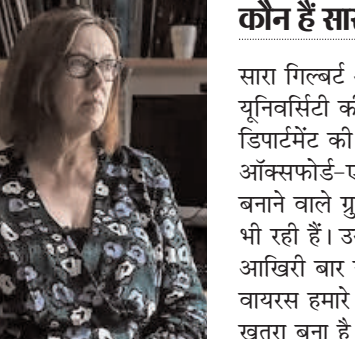 कौन हैं सारा
सारा गिल्बर्ट
यूनिवर्सिटी की
डिपार्टमेंट की
ऑक्सफोर्ड-ए
बनाने वाले ग्रु
भी रही हैं। उ
आखिरी बार
वायरस हमारे
खतरा बना है